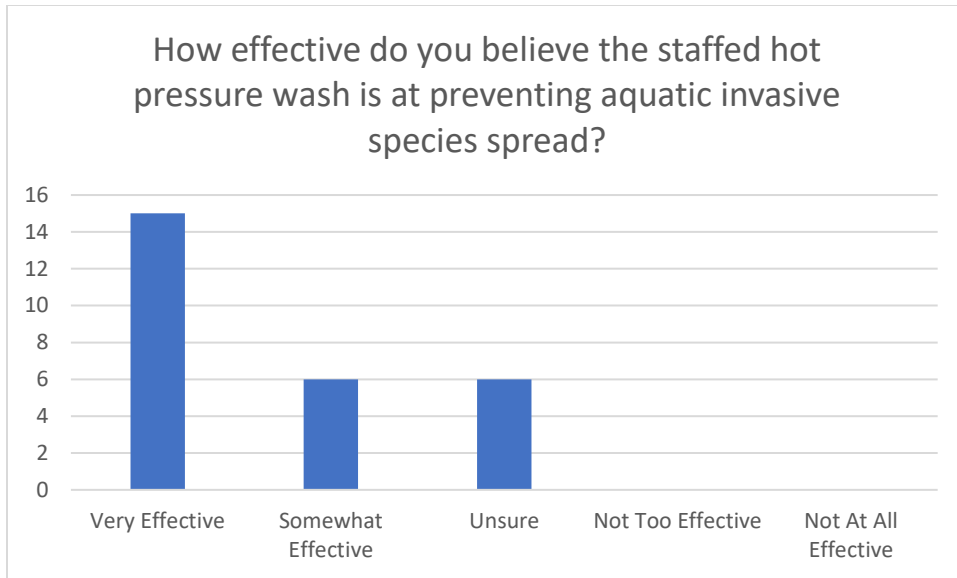 How effective do you believe the staffed hot
pressure wash is at preventing aquatic invasive
species spread?
16
14
12
10
8
6
4
2
0
Very Effective
Somewhat
Effective
Unsure
Not Too Effective
Not At All
Effective